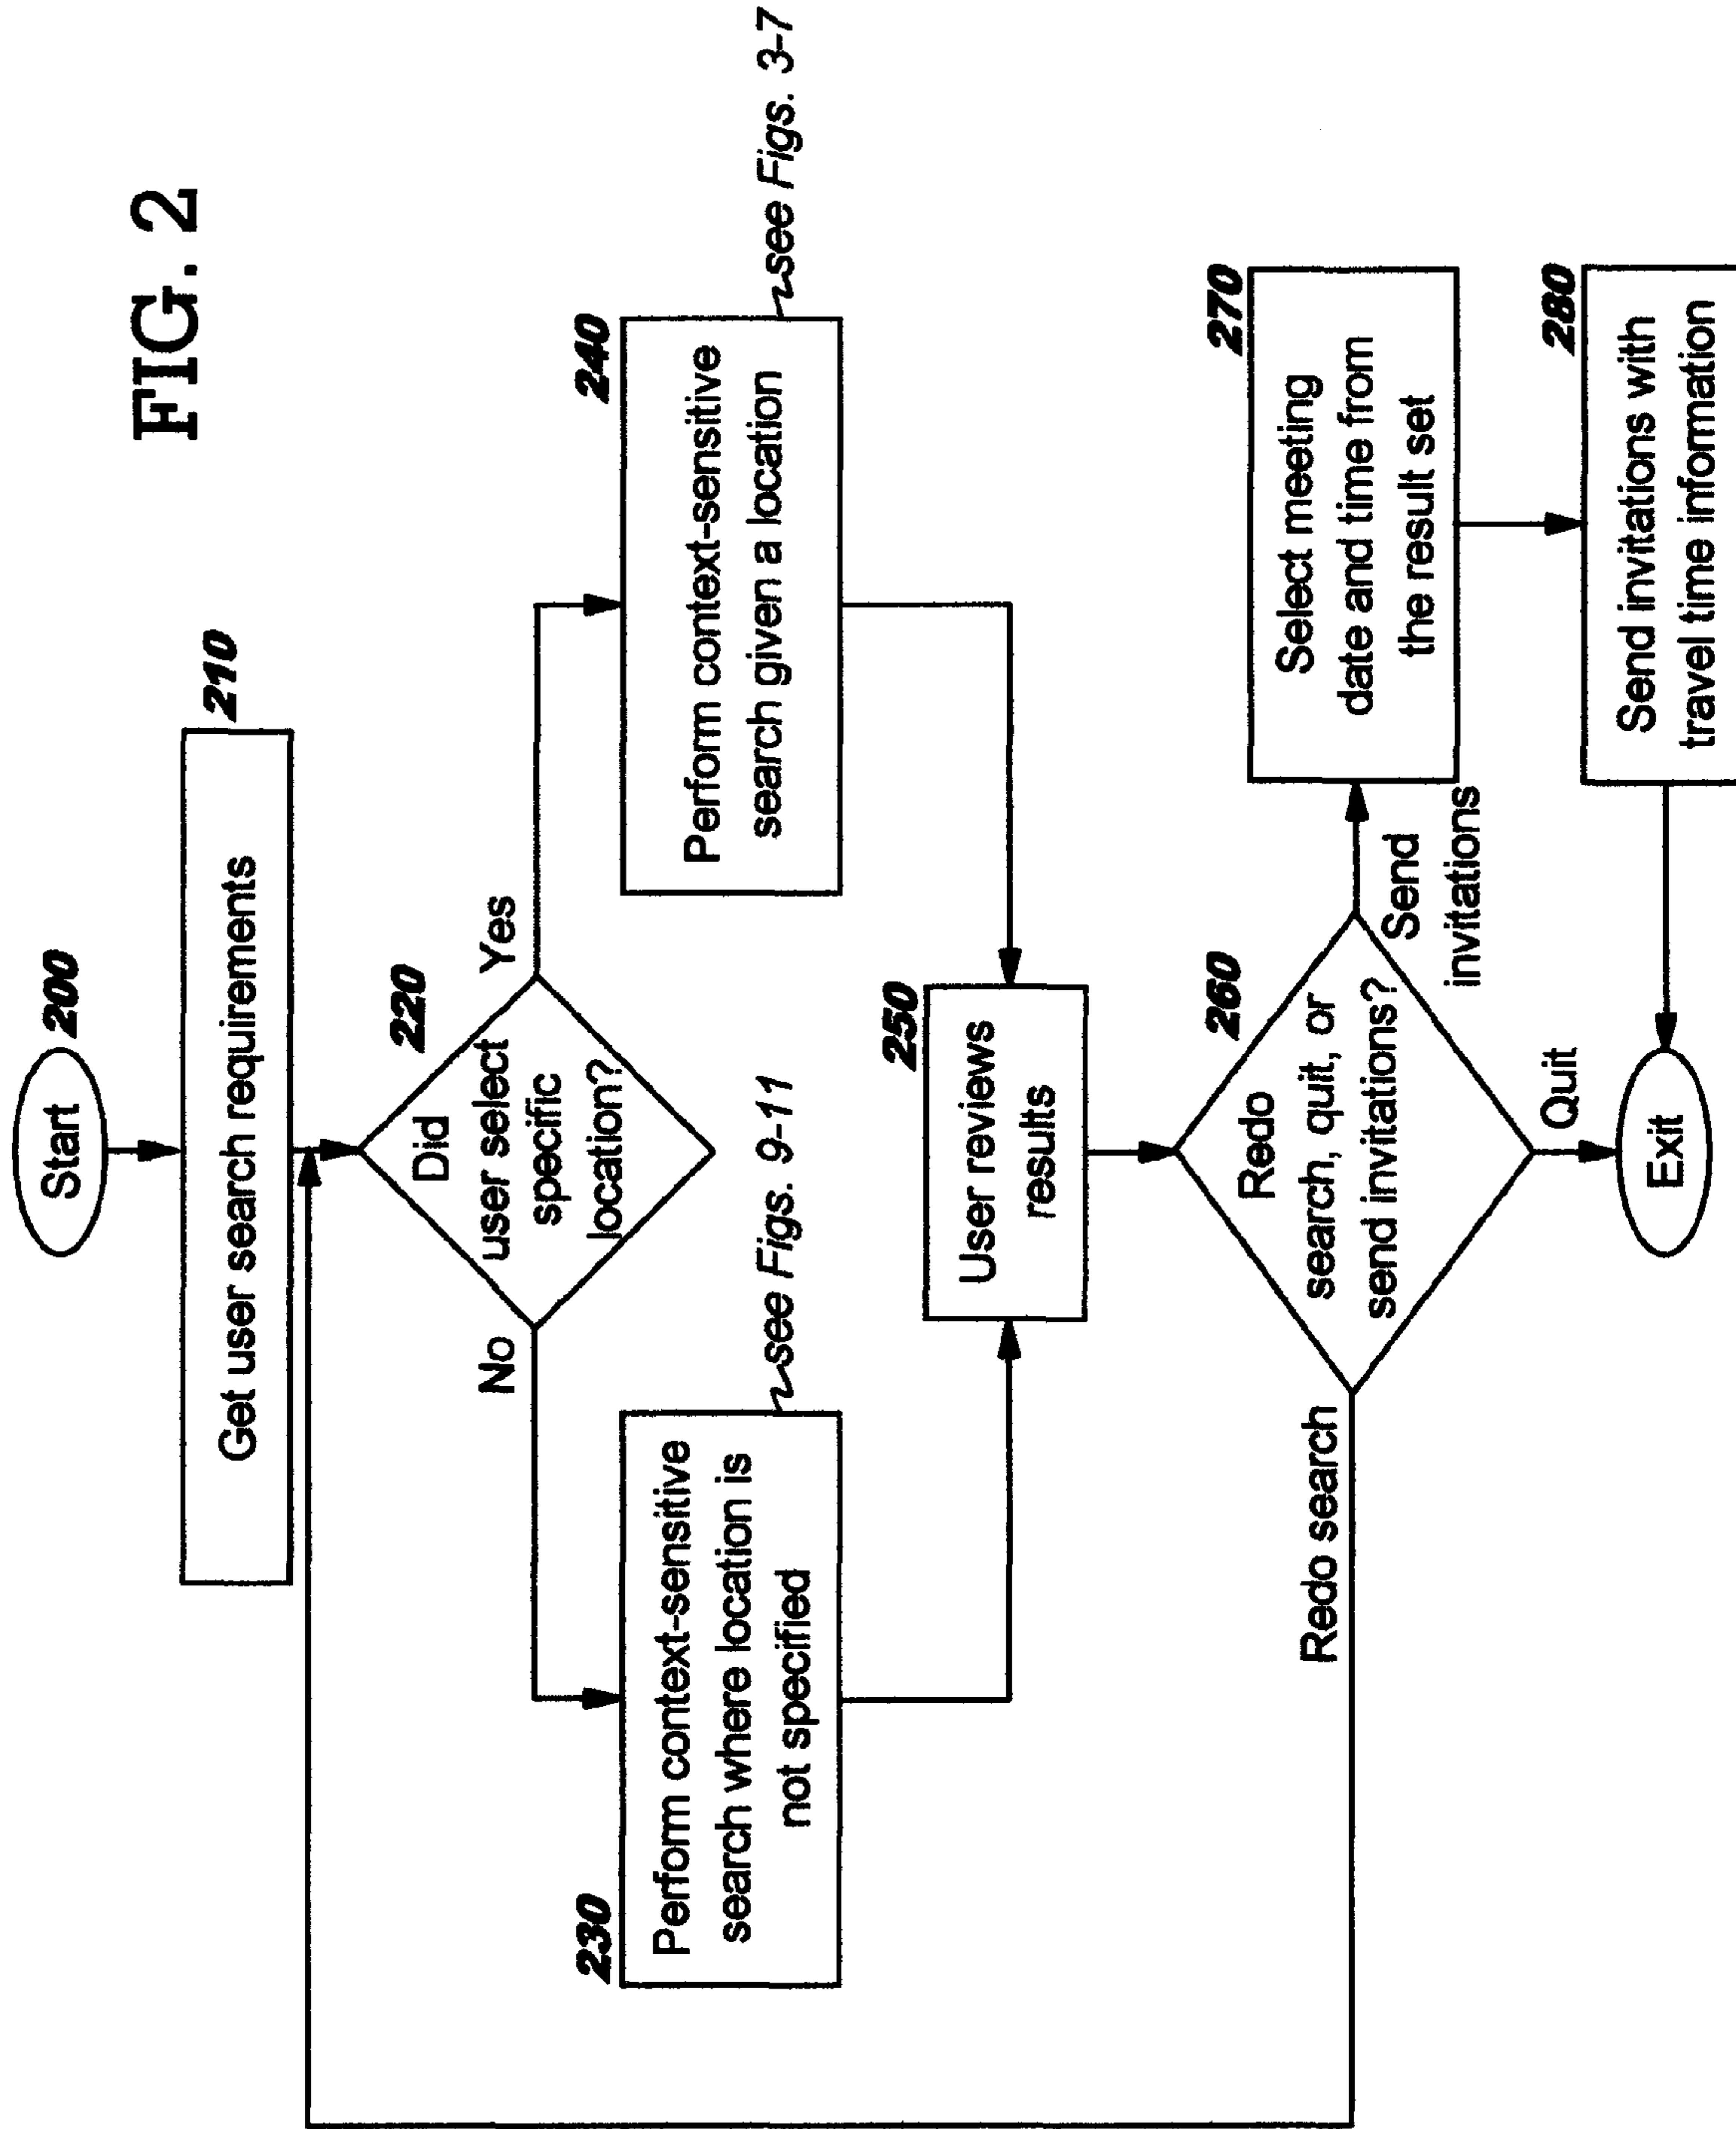 FIG. 2
Start
200
210
Get user search requirements
220
Did
user select
specific
location?
No
Yes
230
Perform context-sensitive
search where location is
not specified
see Figs. 9-11
240
Perform context-sensitive
search given a location
see Figs. 3-7
250
User reviews
results
260
Redo
search, quit, or
send invitations?
Redo search
Quit
Send
invitations
270
Select meeting
date and time from
the result set
280
Send invitations with
travel time information
Exit